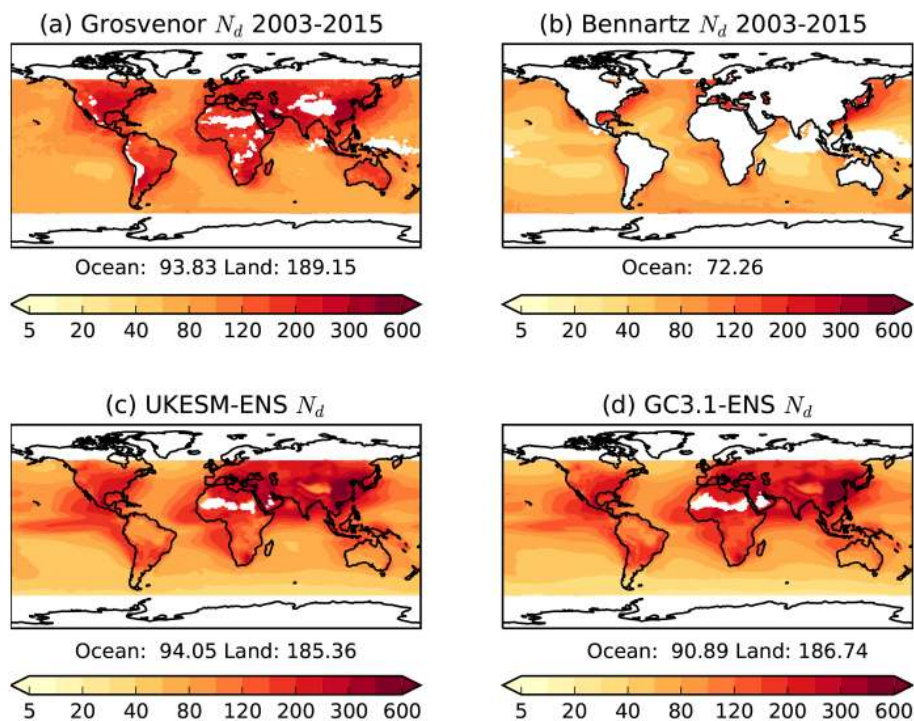 (a) Grosvenor N_d 2003-2015
Ocean: 93.83 Land: 189.15
5 20 40 80 120 200 300 600
(b) Bennartz N_d 2003-2015
Ocean: 72.26
5 20 40 80 120 200 300 600
(c) UKESM-ENS N_d
Ocean: 94.05 Land: 185.36
5 20 40 80 120 200 300 600
(d) GC3.1-ENS N_d
Ocean: 90.89 Land: 186.74
5 20 40 80 120 200 300 600